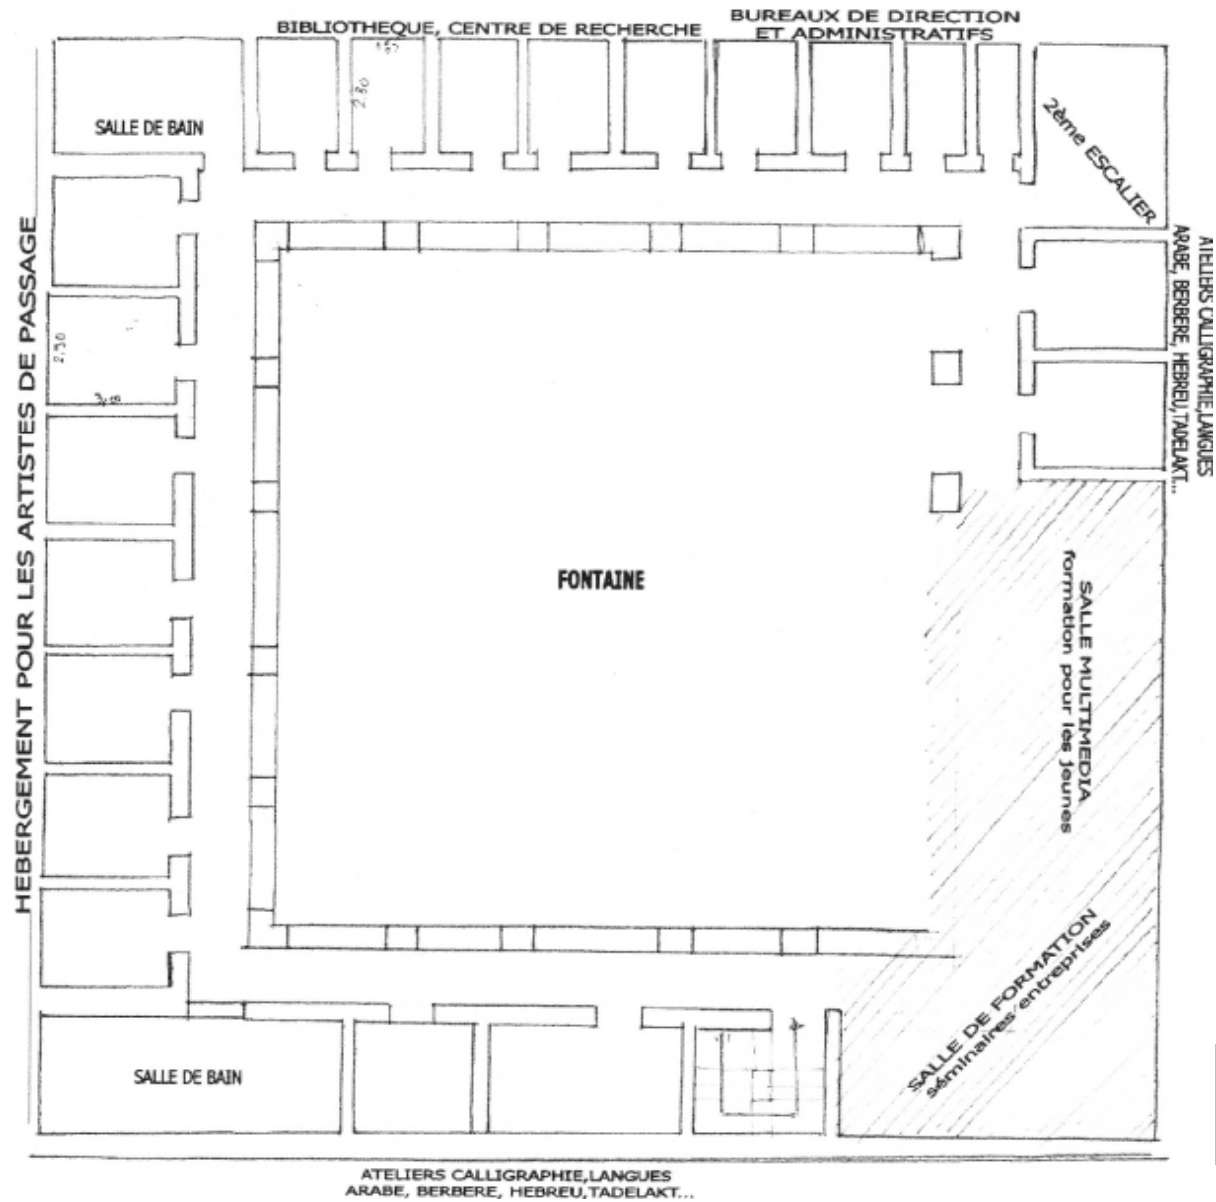 BIBLIOTHEQUE, CENTRE DE RECHERCHE
BUREAUX DE DIRECTION
ET ADMINISTRATIFS
2.80
SALLE DE BAIN
2ème ESCALIER
HEBERGEMENT POUR LES ARTISTES DE PASSAGE
ATELIERS CALLIGRAPHIE,LANGUES
ARABE, BERBERE, HEBREU,TADELAKT...
2.90
FONTAINE
SALLE MULTIMEDIA
formation pour les jeunes
SALLE DE FORMATION
séminaires entreprises
SALLE DE BAIN
ATELIERS CALLIGRAPHIE,LANGUES
ARABE, BERBERE, HEBREU,TADELAKT...